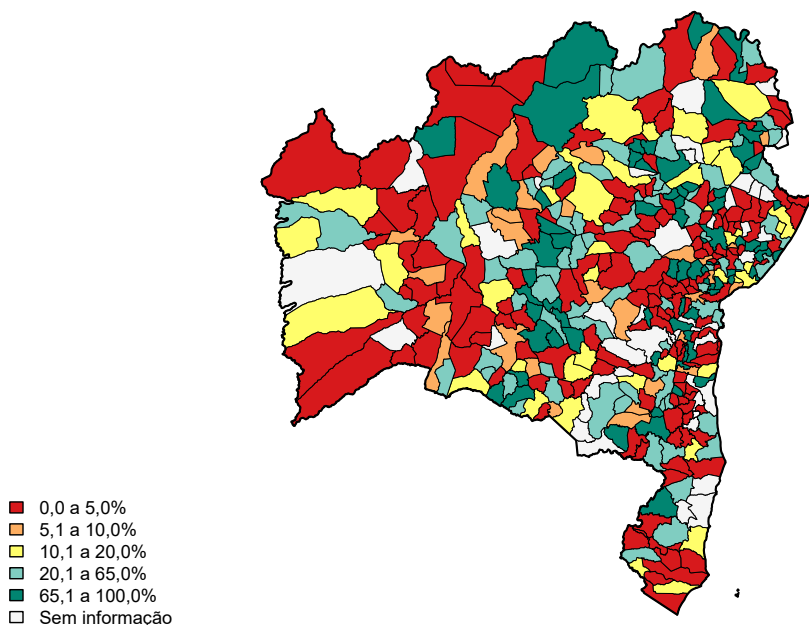 0,0 a 5,0%
5,1 a 10,0%
10,1 a 20,0%
20,1 a 65,0%
65,1 a 100,0%
Sem informação